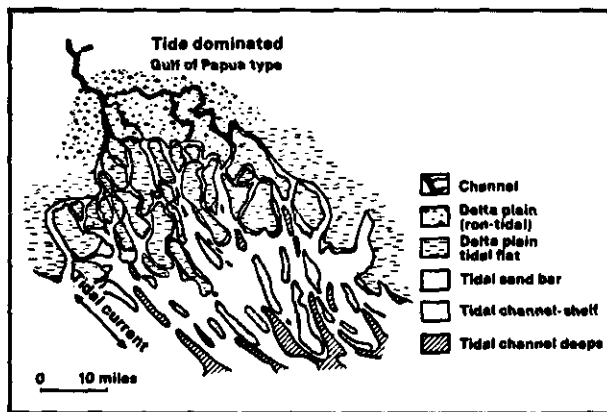 Tide dominated
Gulf of Papua type
Channel
Delta plain
(non-tidal)
Delta plain
tidal flat
Tidal sand bar
Tidal channel-shelf
Tidal channel deeps
Tidal current
0 10 miles